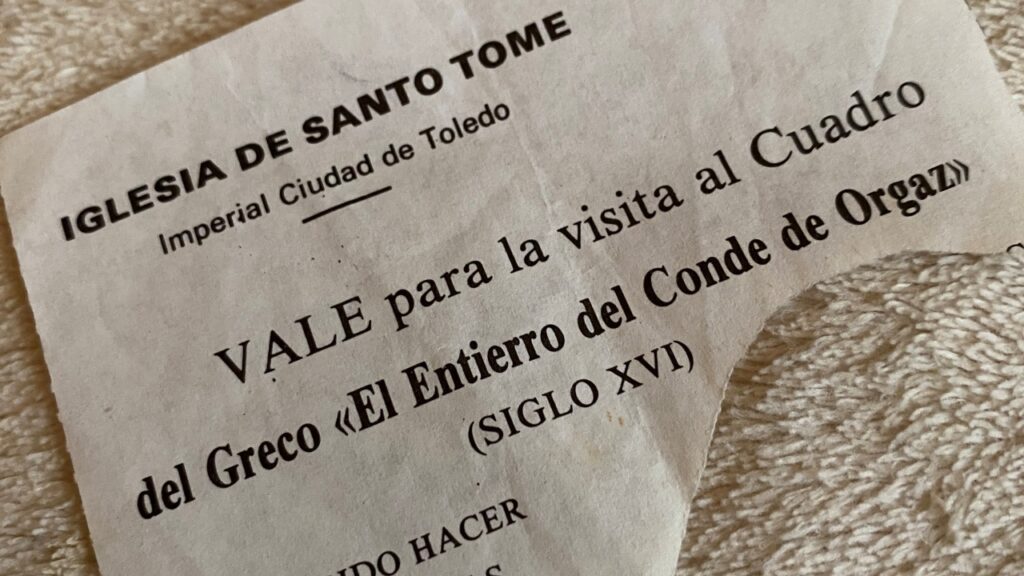 IGLESIA DE SANTO TOME
Imperial Ciudad de Toledo
VALE para la visita al Cuadro
del Greco «El Entierro del Conde de Orgaz»
(SIGLO XVI)
HACER